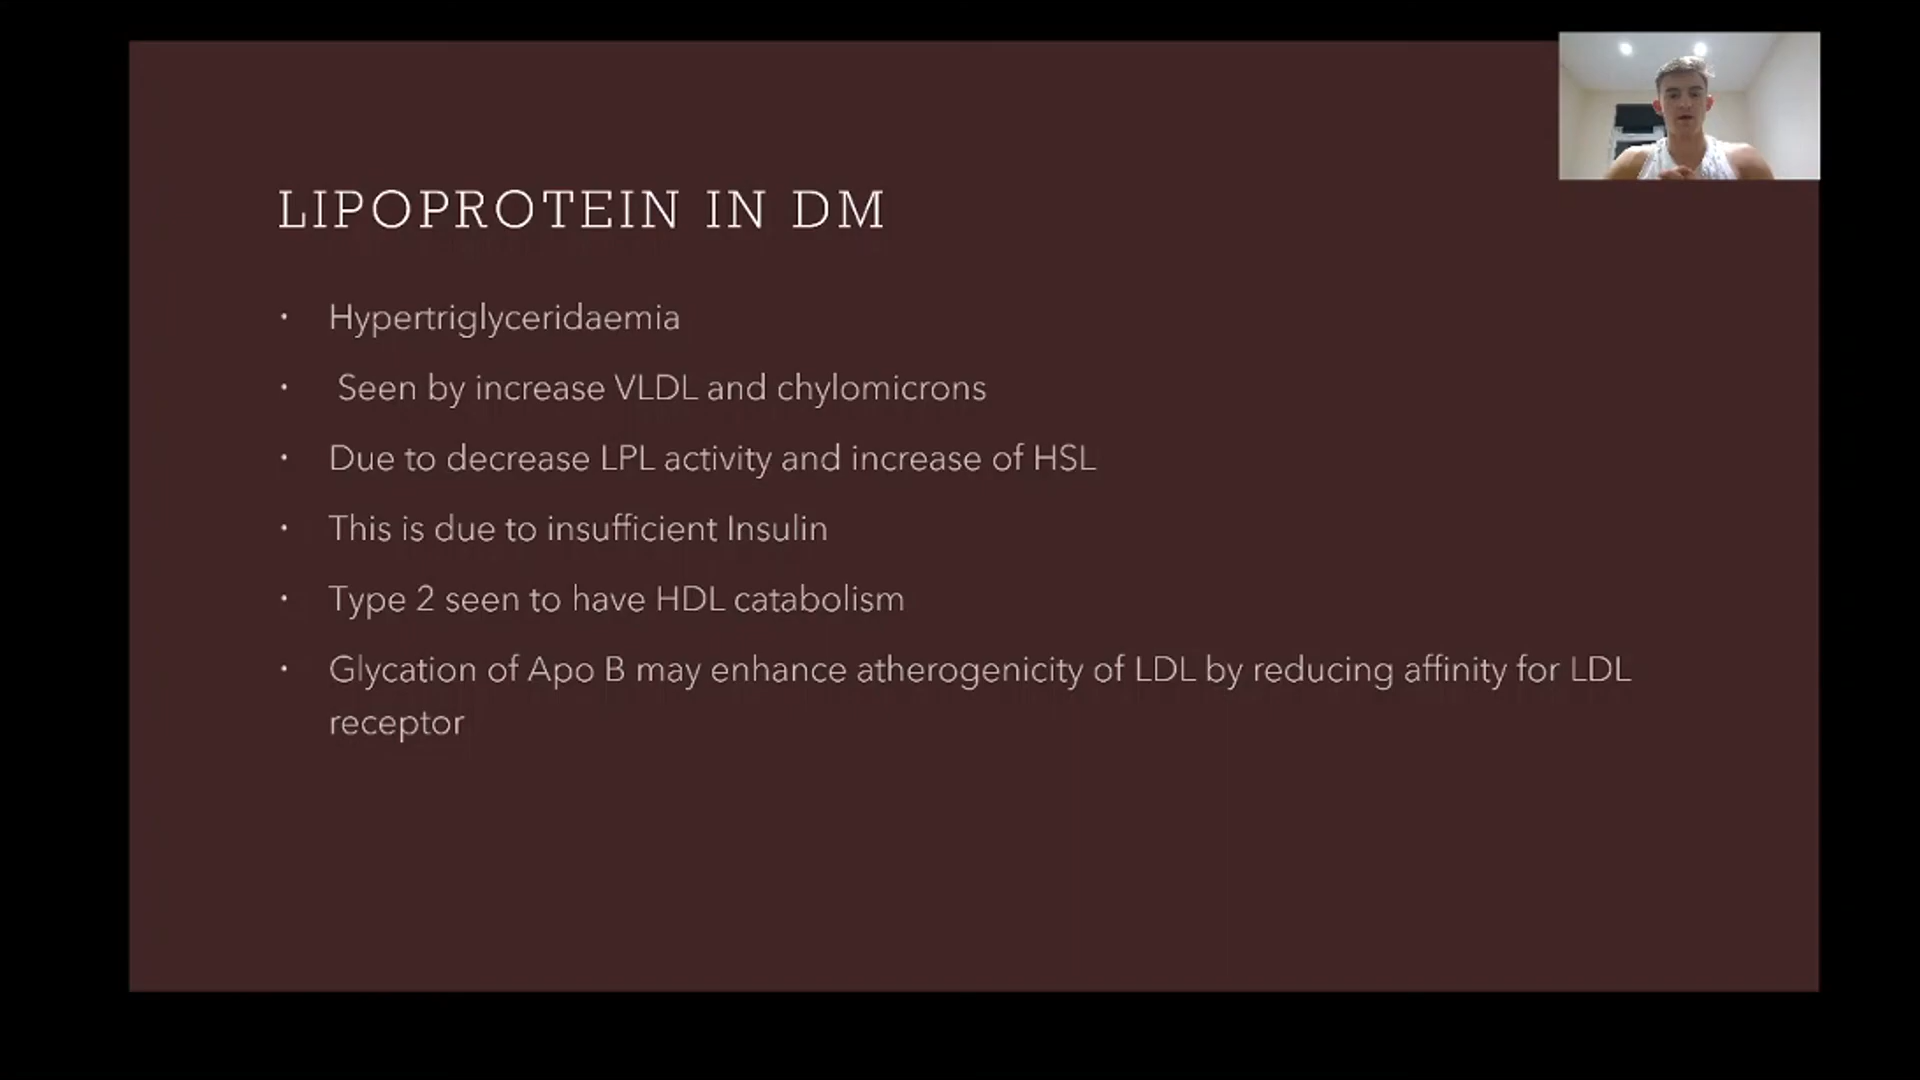 LIPOPROTEIN IN DM
• Hypertriglyceridaemia
• Seen by increase VLDL and chylomicrons
• Due to decrease LPL activity and increase of HSL
• This is due to insufficient Insulin
• Type 2 seen to have HDL catabolism
• Glycation of Apo B may enhance atherogenicity of LDL by reducing affinity for LDL
receptor